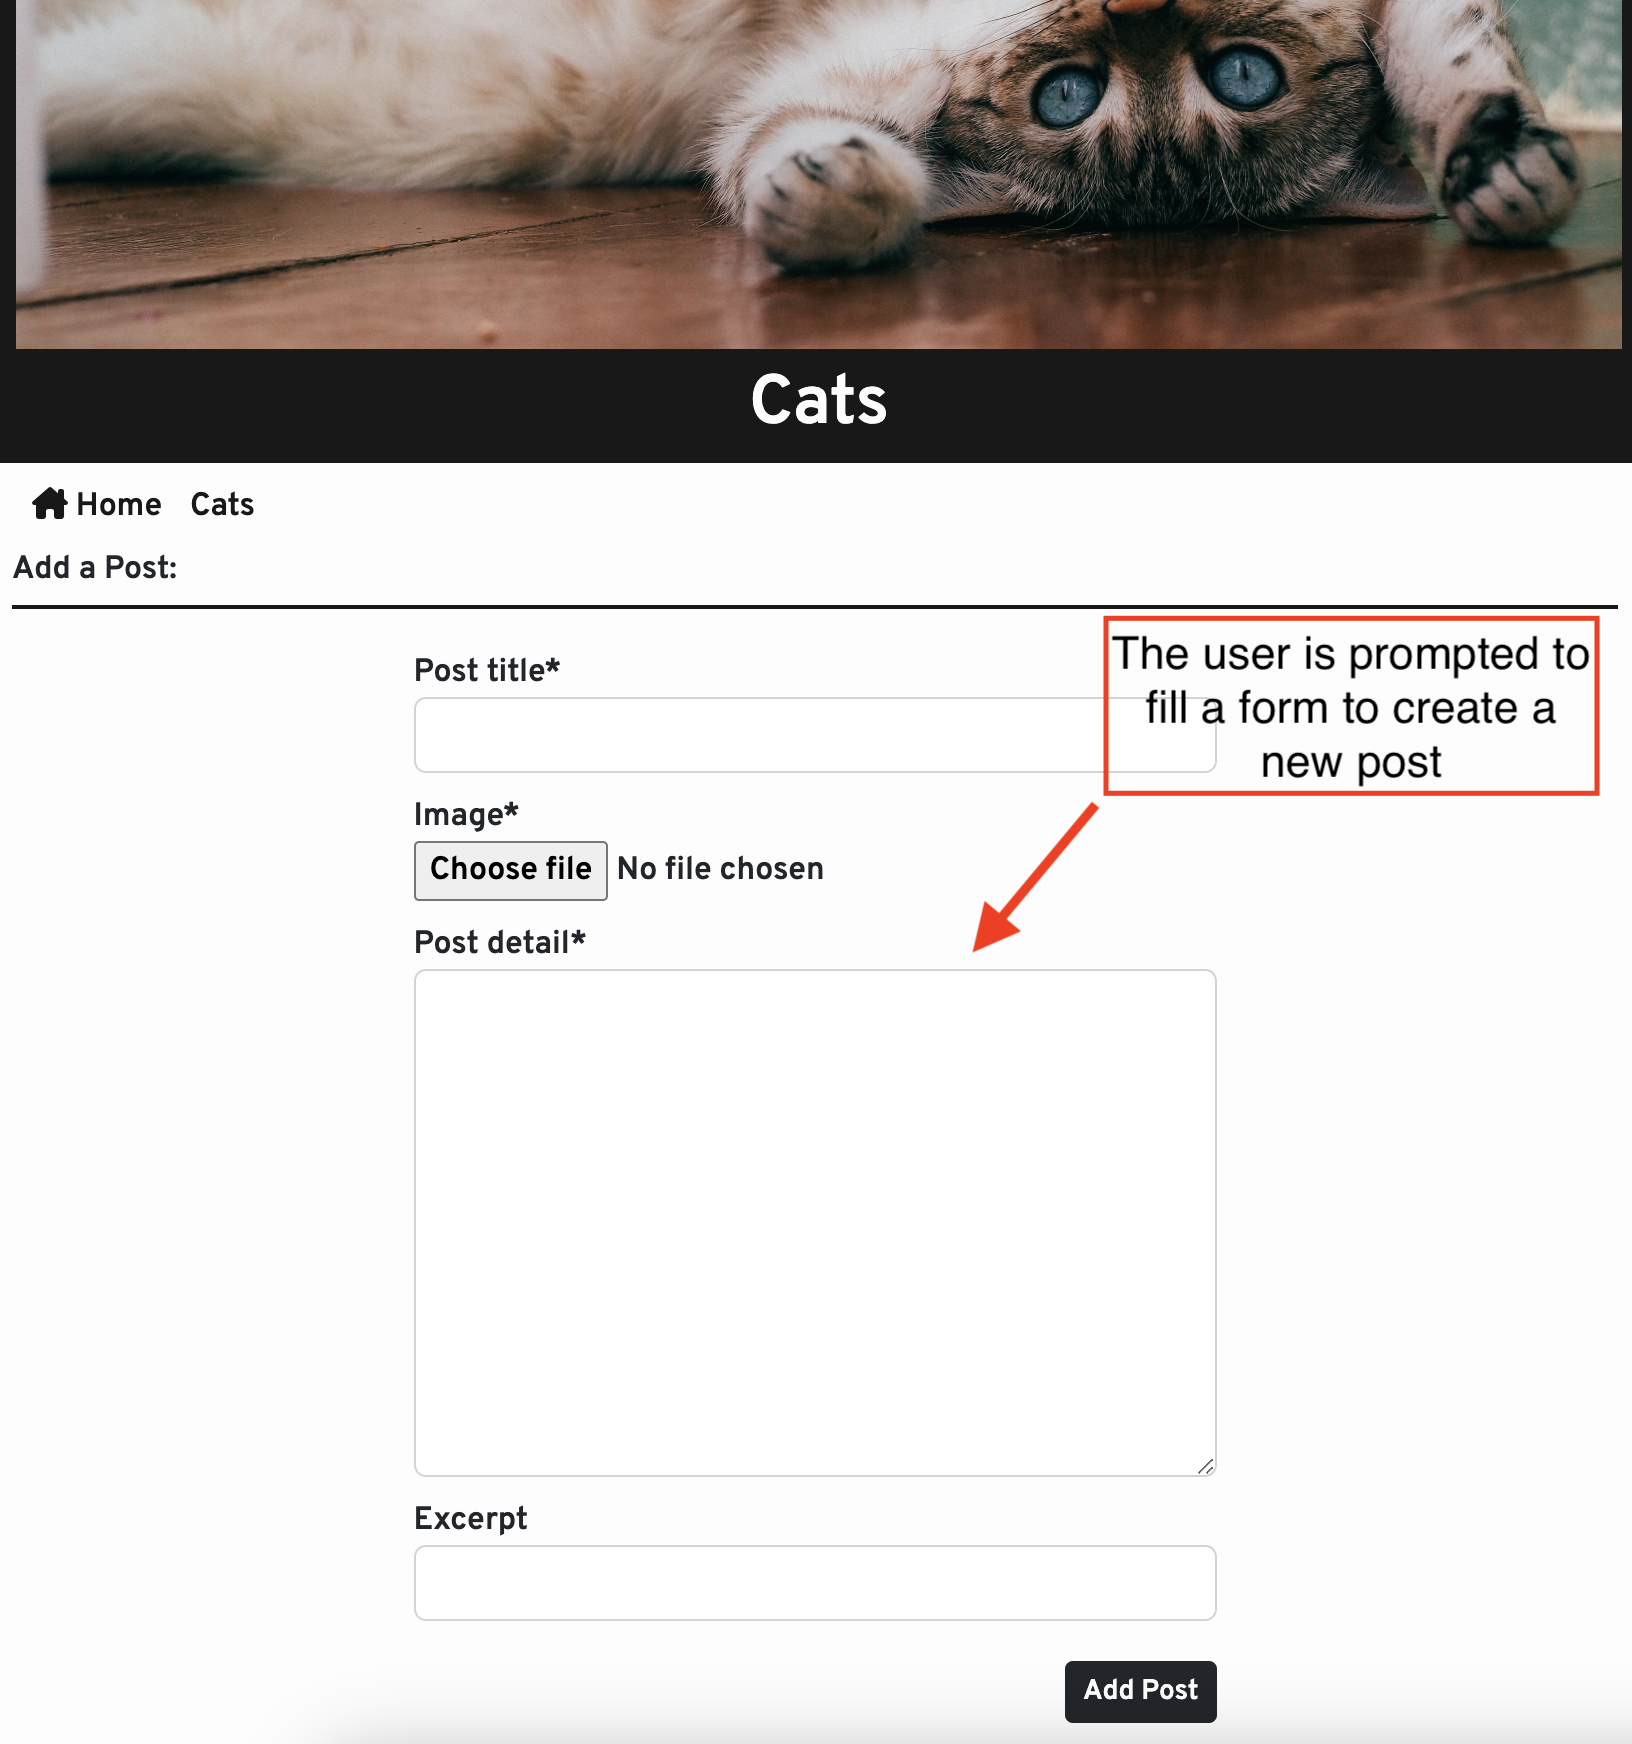 Cats
Home Cats
Add a Post:
The user is prompted to
fill a form to create a
new post
Post title*
Image*
Choose file No file chosen
Post detail*
Excerpt
Add Post